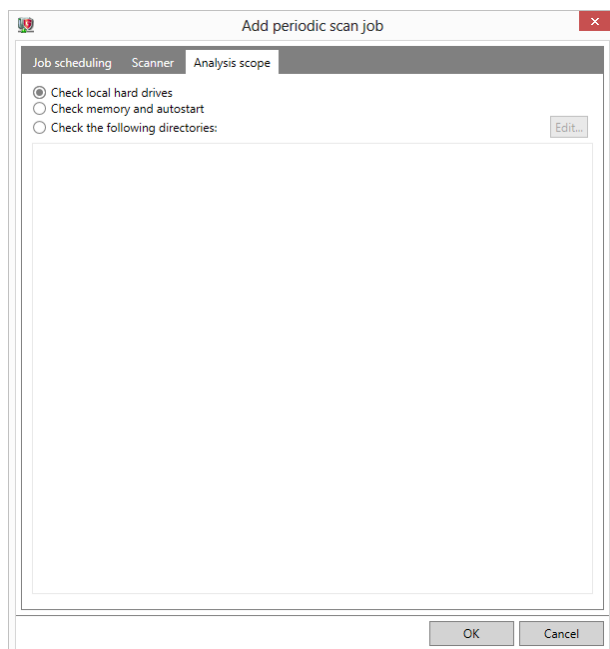 Add periodic scan job
Job scheduling Scanner Analysis scope
Check local hard drives
Check memory and autostart
Check the following directories: Edit...
OK Cancel